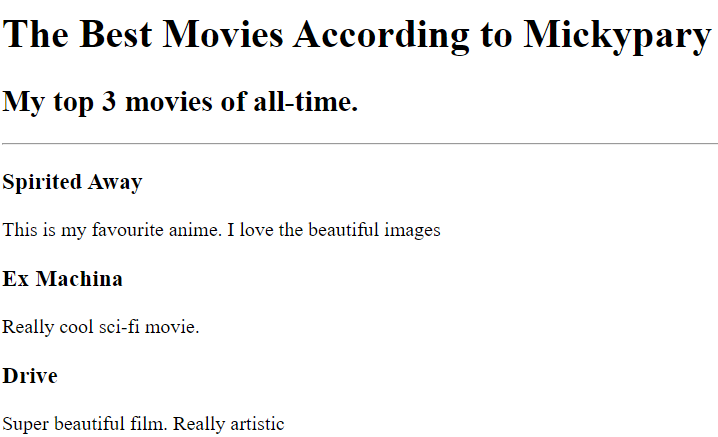 The Best Movies According to Mickypary
My top 3 movies of all-time.
Spirited Away
This is my favourite anime. I love the beautiful images
Ex Machina
Really cool sci-fi movie.
Drive
Super beautiful film. Really artistic